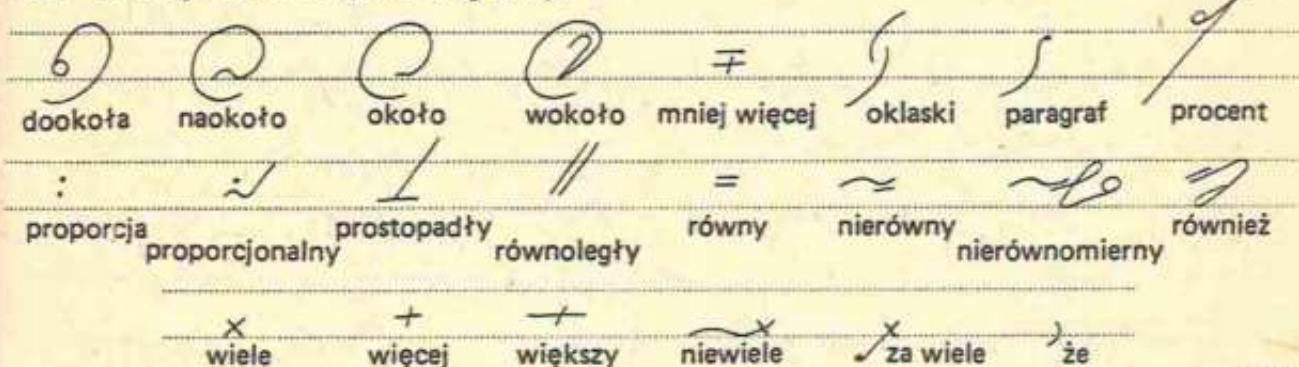 dookoła naokoło około wokoło mniej więcej oklaski paragraf procent
proporcja proporcjonalny prostopadły równoległy równy nierówny nierównomierny również
wiele więcej większy niewiele za wiele że